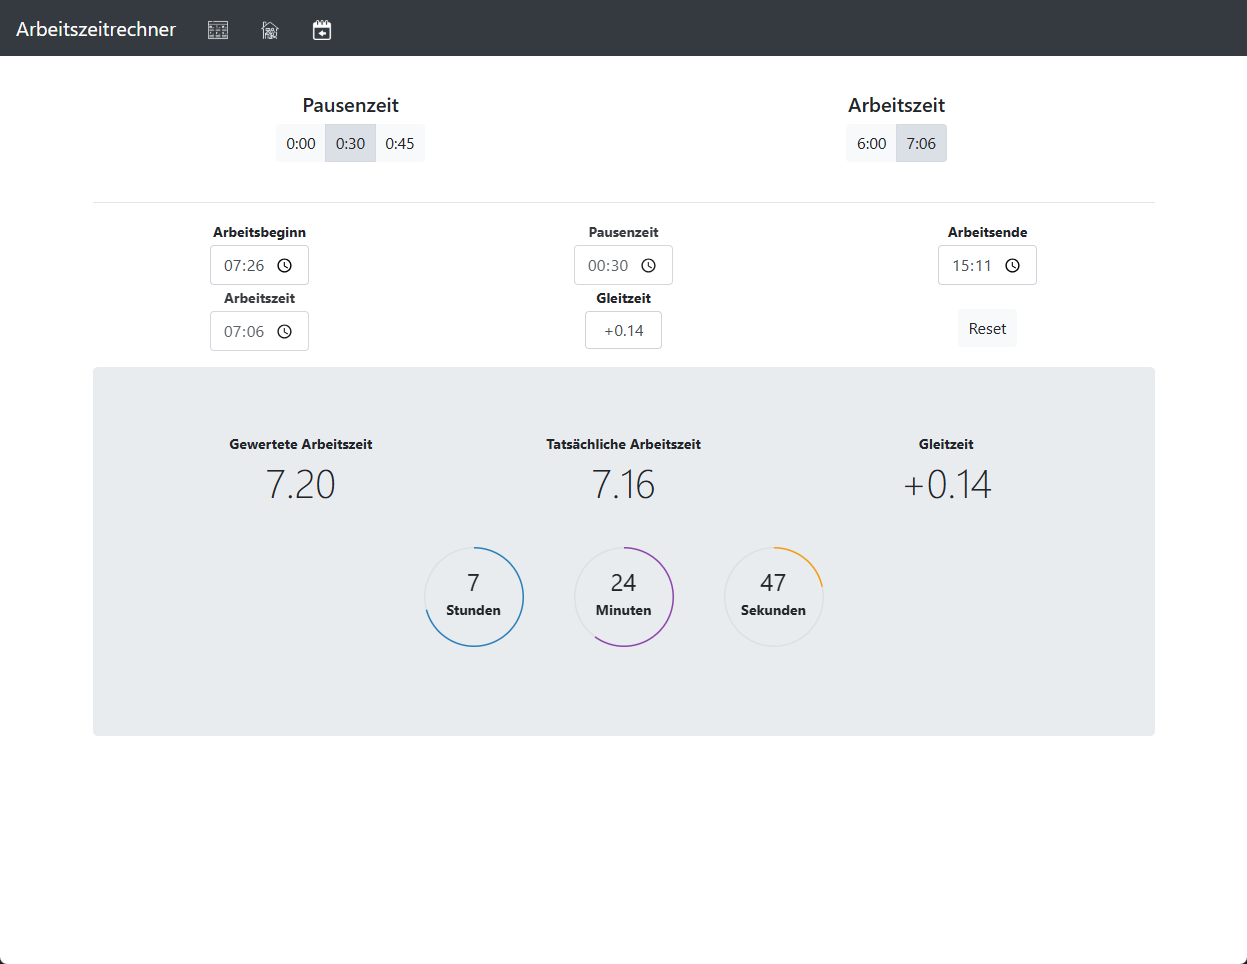 Arbeitszeitrechner
Pausenzeit
0:00 0:30 0:45
Arbeitszeit
6:00 7:06
Arbeitsbeginn
07:26
Pausenzeit
00:30
Arbeitsende
15:11
Arbeitszeit
07:06
Gleitzeit
+0.14
Reset
Gewertete Arbeitszeit
7.20
Tatsächliche Arbeitszeit
7.16
Gleitzeit
+0.14
7
Stunden
24
Minuten
47
Sekunden